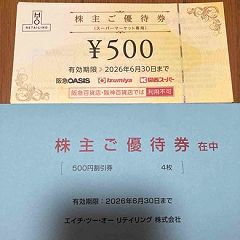 H2O
RETAILING
株主ご優待券
(スーパーマーケット専用)
¥500
有効期限＞2026年6月30日まで
阪急OASIS izumiya 関西スーパー
阪急百貨店・阪神百貨店では 利用不可
株主ご優待券 在中
500円割引券 4枚
有効期限：2026年6月30日まで
エイチ・ツー・オー リテイリング 株式会社